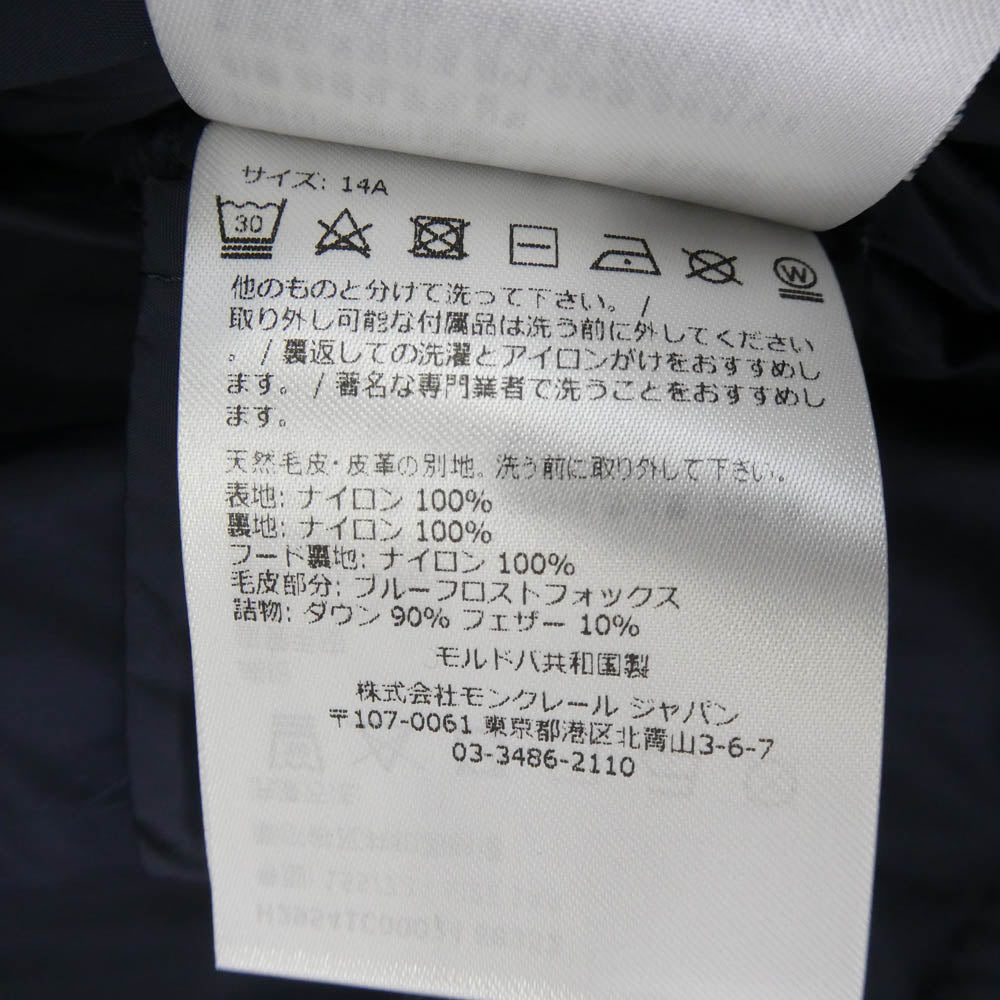 サイズ: 14A
30
W
他のものと分けて洗って下さい。 /
取り外し可能な付属品は洗う前に外してください
。 / 裏返しての洗濯とアイロンがけをおすすめし
ます。 / 著名な専門業者で洗うことをおすすめし
ます。
天然毛皮・皮革の別地。洗う前に取り外して下さい。
表地: ナイロン 100%
裏地: ナイロン 100%
フード裏地: ナイロン 100%
毛皮部分: ブルーフロストフォックス
詰物: ダウン 90% フェザー 10%
モルドバ共和国製
株式会社モンクレール ジャパン
〒107-0061 東京都港区北青山3-6-7
03-3486-2110